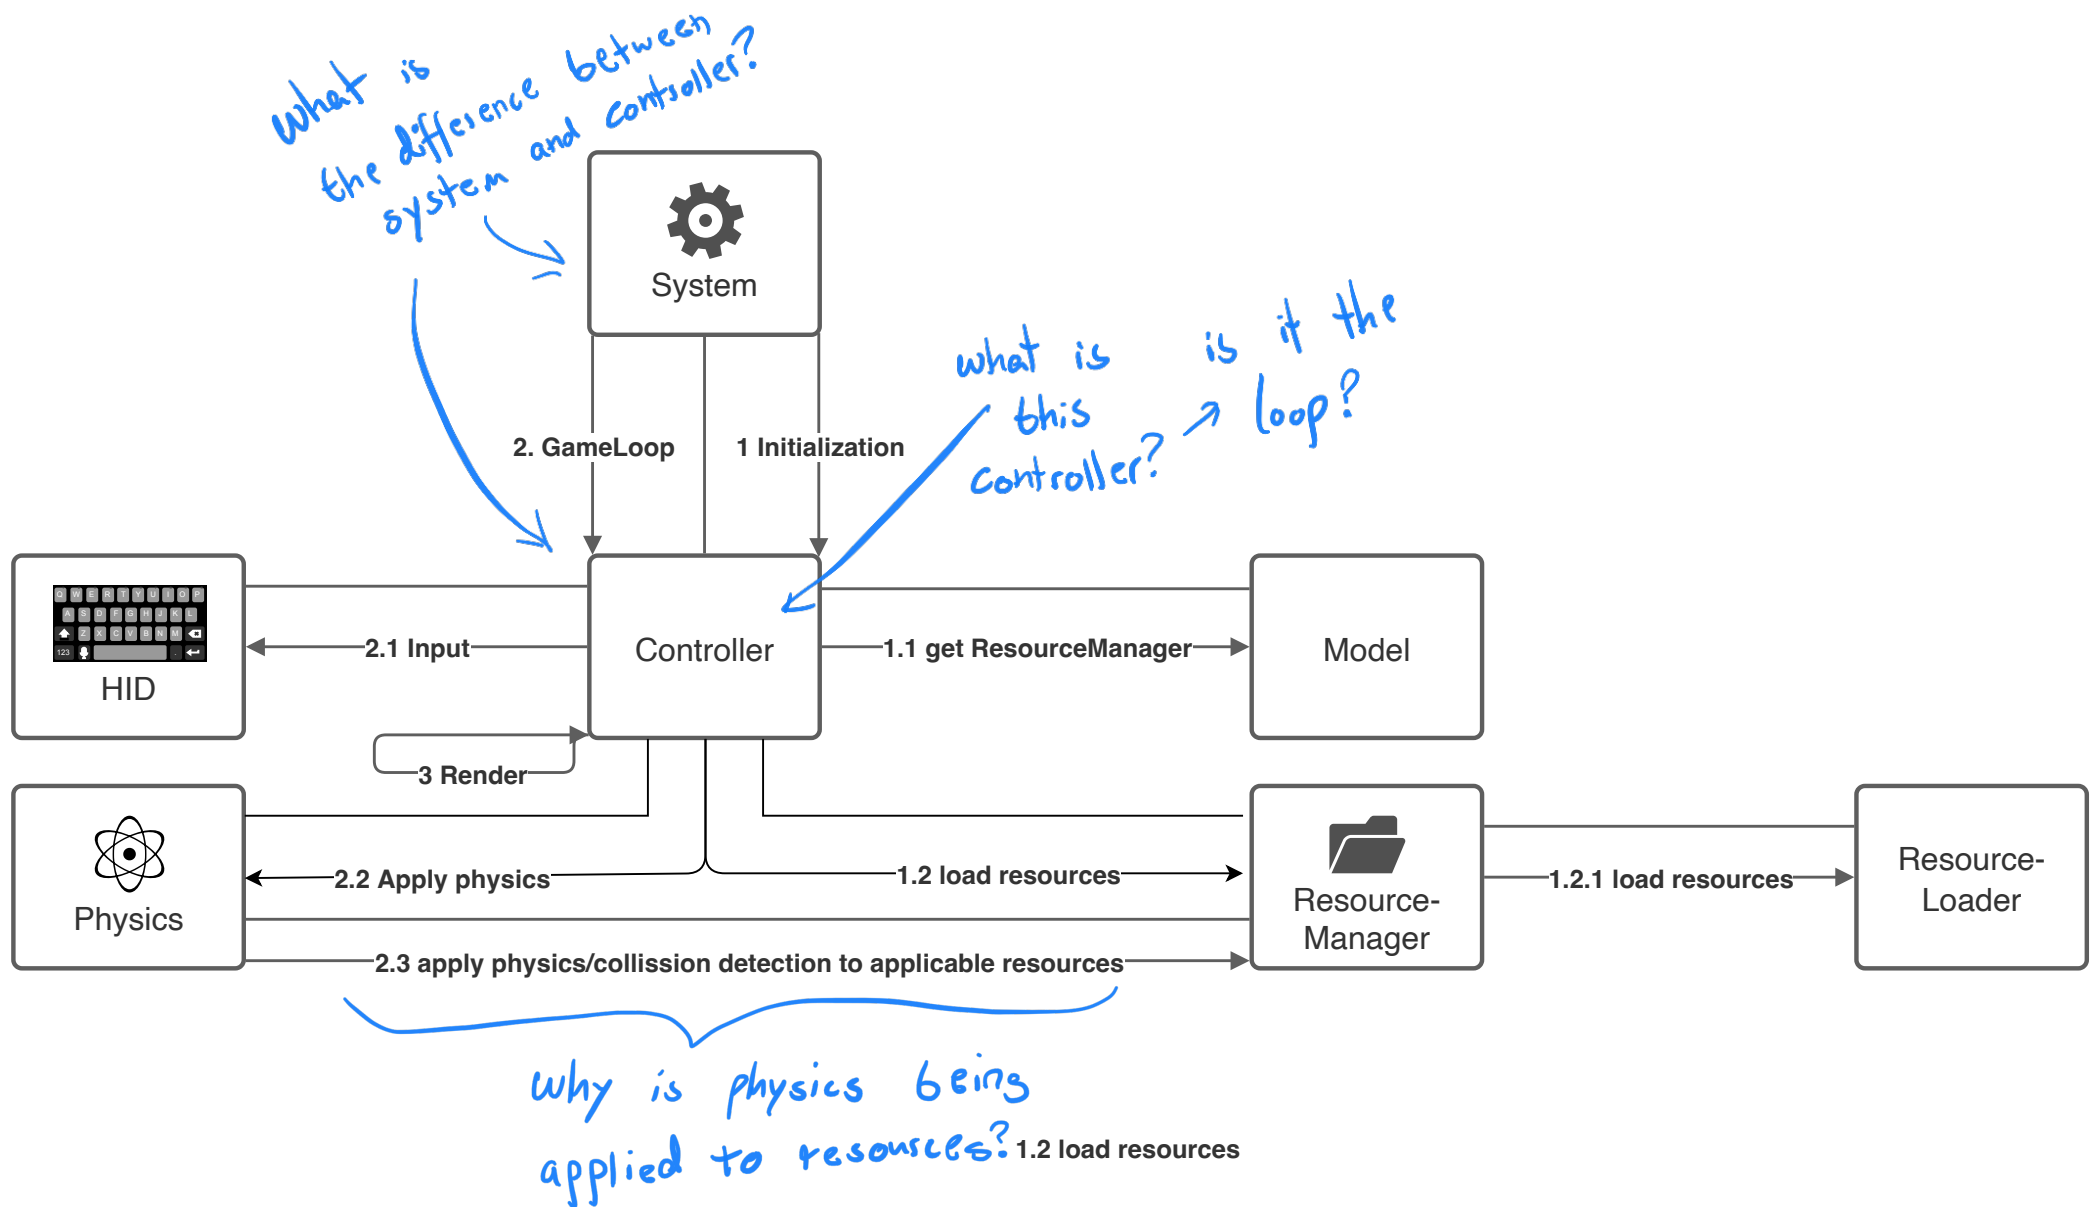 what is
the difference between
system and controller?
System
what is
this
controller?
is it the
loop?
2. GameLoop
1 Initialization
Q W E R T Y U I O P
A S D F G H J K L
Z X C V B N M
123 .
HID
2.1 Input
Controller
1.1 get ResourceManager
Model
3 Render
Physics
2.2 Apply physics
1.2 load resources
Resource-
Manager
1.2.1 load resources
Resource-
Loader
2.3 apply physics/collission detection to applicable resources
why is physics being
applied to resources?
1.2 load resources